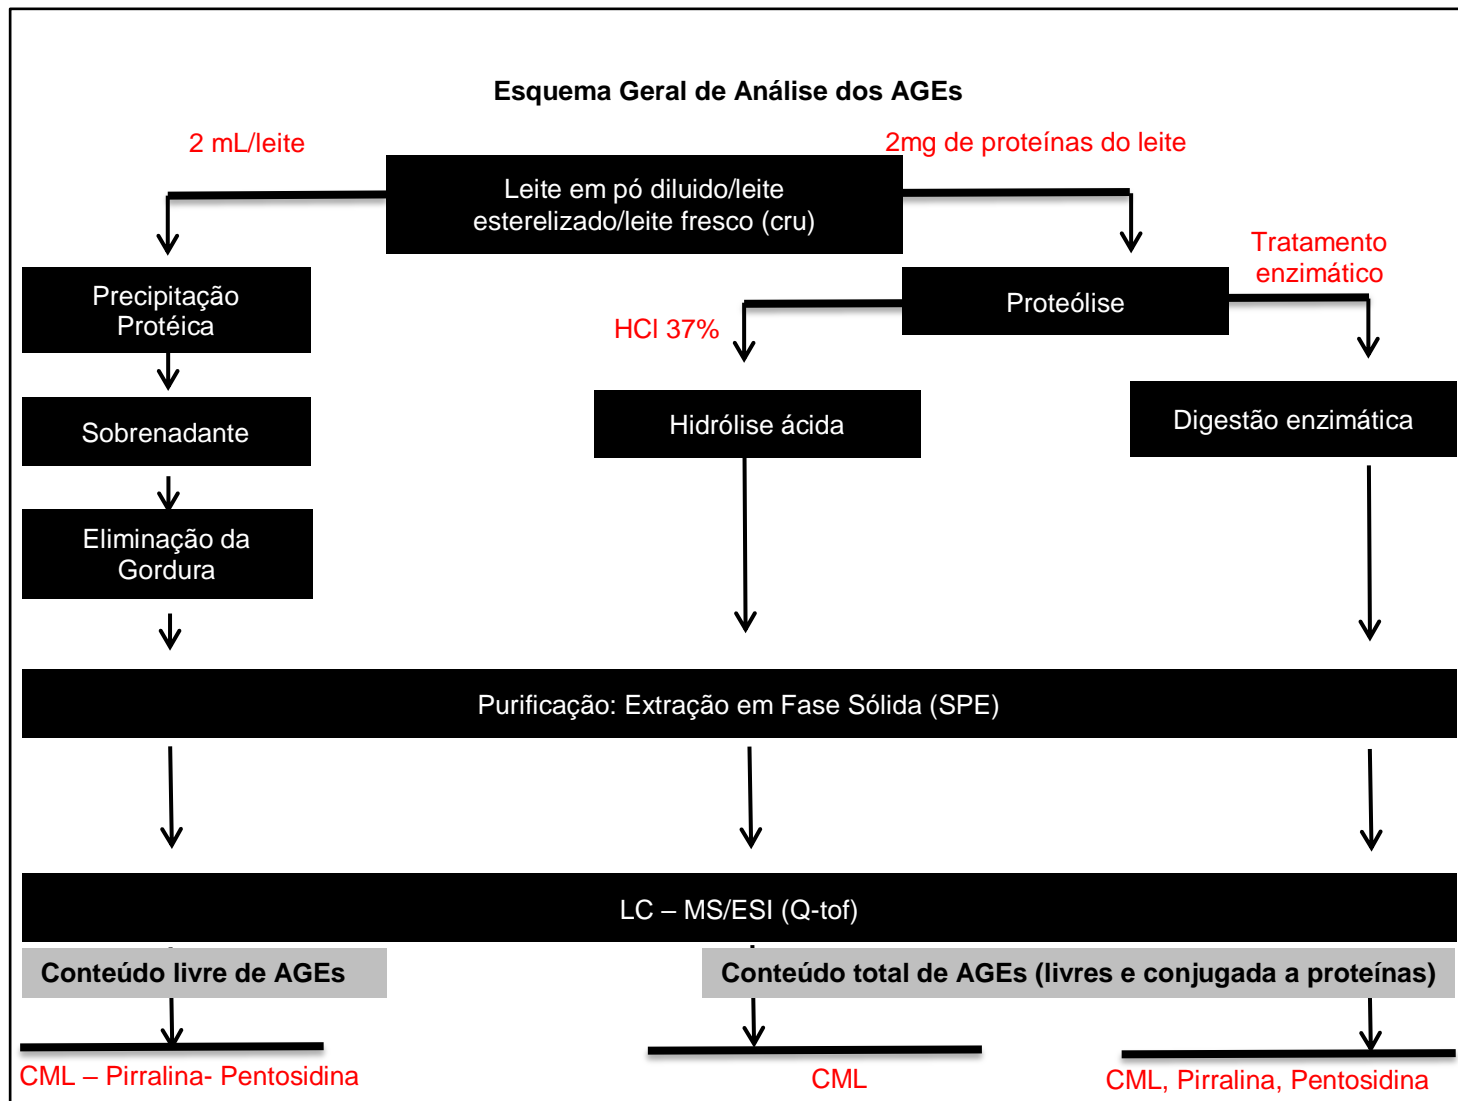 Esquema Geral de Análise dos AGEs
2 mL/leite
2mg de proteínas do leite
Leite em pó diluido/leite
esterelizado/leite fresco (cru)
Tratamento
enzimático
Precipitação
Protéica
Proteólise
HCl 37%
Sobrenadante
Hidrólise ácida
Digestão enzimática
Eliminação da
Gordura
Purificação: Extração em Fase Sólida (SPE)
LC – MS/ESI (Q-tof)
Conteúdo livre de AGEs
Conteúdo total de AGEs (livres e conjugada a proteínas)
CML – Pirralina- Pentosidina
CML
CML, Pirralina, Pentosidina